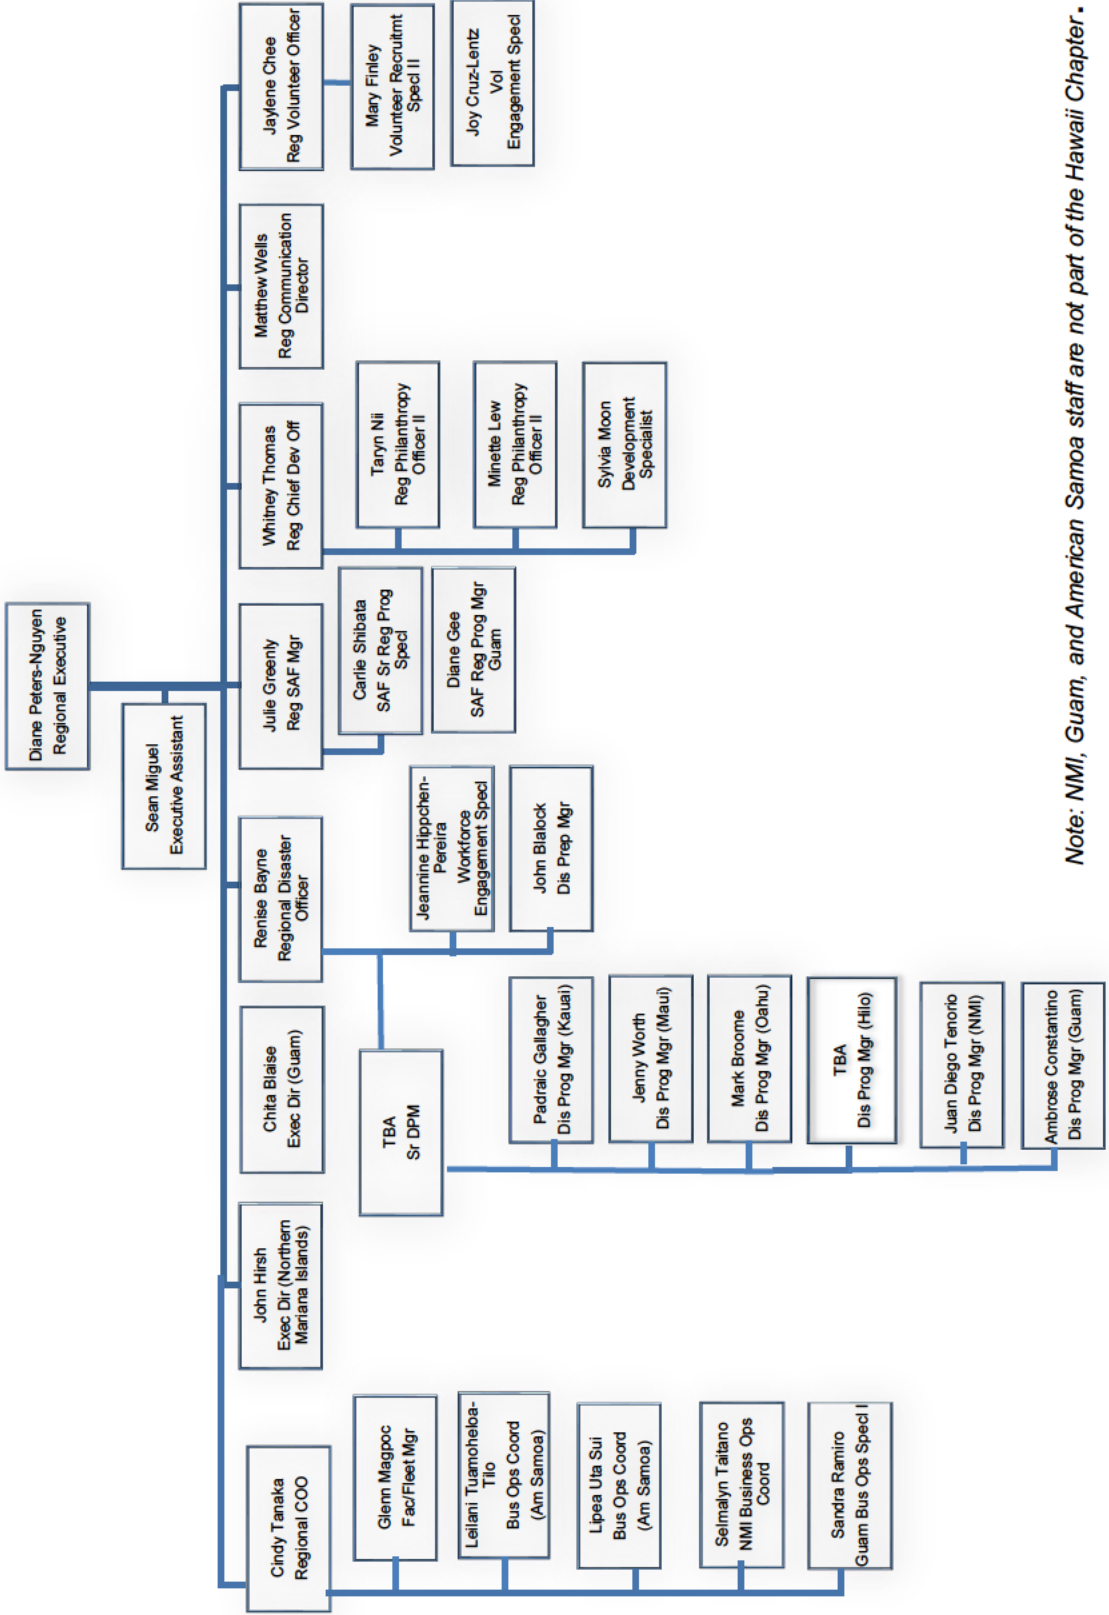 Diane Peters-Nguyen
Regional Executive
Sean Miguel
Executive Assistant
Cindy Tanaka
Regional COO
John Hirsh
Exec Dir (Northern
Mariana Islands)
Chita Blaise
Exec Dir (Guam)
Renise Bayne
Regional Disaster
Officer
Julie Greenly
Reg SAF Mgr
Whitney Thomas
Reg Chief Dev Off
Matthew Wells
Reg Communication
Director
Jaylene Chee
Reg Volunteer Officer
Glenn Magpoc
Fac/Fleet Mgr
Leilani Tuamoheloa-
Tilo
Bus Ops Coord
(Am Samoa)
Lipea Uta Sui
Bus Ops Coord
(Am Samoa)
Selmalyn Taitano
NMI Business Ops
Coord
Sandra Ramiro
Guam Bus Ops Specl I
TBA
Sr DPM
Padraic Gallagher
Dis Prog Mgr (Kauai)
Jenny Worth
Dis Prog Mgr (Maui)
Mark Broome
Dis Prog Mgr (Oahu)
TBA
Dis Prog Mgr (Hilo)
Juan Diego Tenorio
Dis Prog Mgr (NMI)
Ambrose Constantino
Dis Prog Mgr (Guam)
Jeannine Hippchen-
Pereira
Workforce
Engagement Specl
John Blalock
Dis Prep Mgr
Carlie Shibata
SAF Sr Reg Prog
Specl
Diane Gee
SAF Reg Prog Mgr
Guam
Taryn Nii
Reg Philanthropy
Officer II
Minette Lew
Reg Philanthropy
Officer II
Sylvia Moon
Development
Specialist
Mary Finley
Volunteer Recruitmt
Specl II
Joy Cruz-Lentz
Vol
Engagement Specl
Note: NMI, Guam, and American Samoa staff are not part of the Hawaii Chapter.